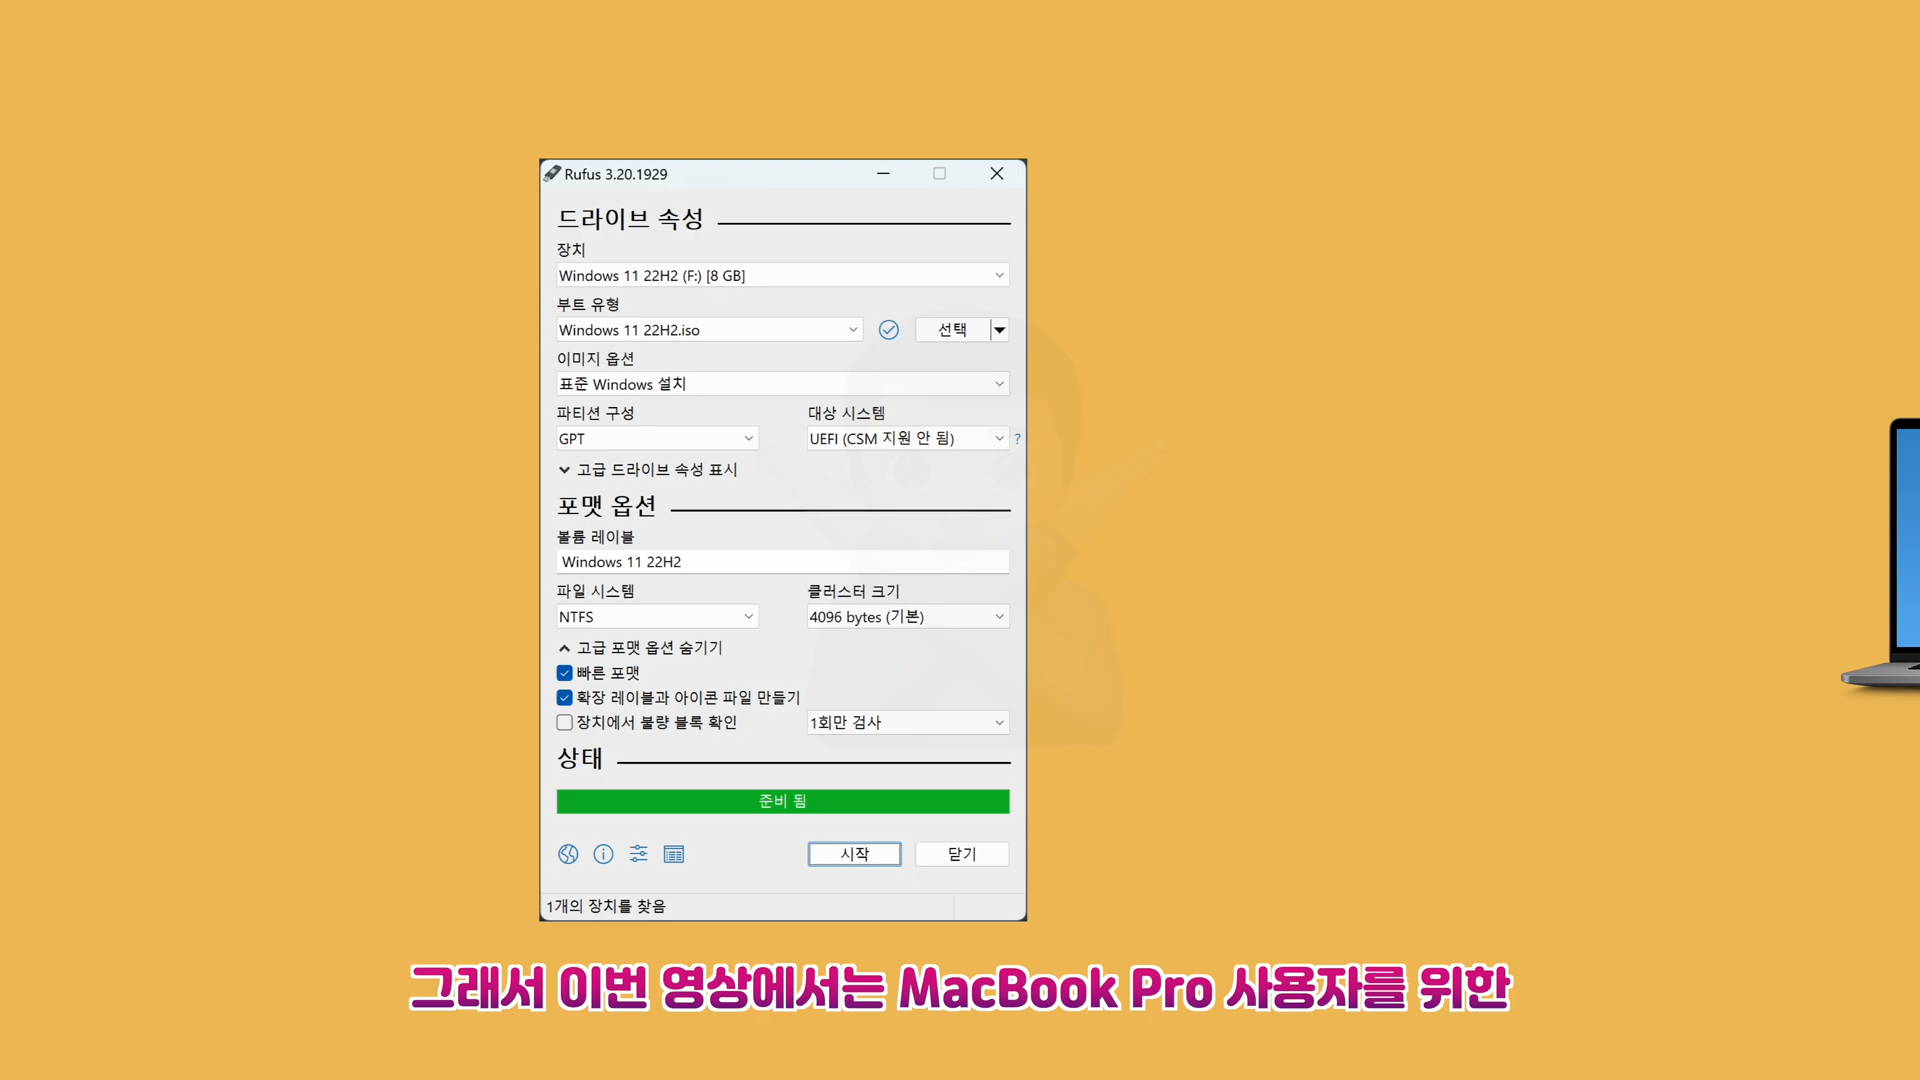 Rufus 3.20.1929
드라이브 속성
장치
Windows 11 22H2 (F:) [8 GB]
부트 유형
Windows 11 22H2.iso
선택
이미지 옵션
표준 Windows 설치
파티션 구성
대상 시스템
GPT
UEFI (CSM 지원 안 됨)
?
고급 드라이브 속성 표시
포맷 옵션
볼륨 레이블
Windows 11 22H2
파일 시스템
클러스터 크기
NTFS
4096 bytes (기본)
고급 포맷 옵션 숨기기
빠른 포맷
확장 레이블과 아이콘 파일 만들기
장치에서 불량 블록 확인
1회만 검사
상태
준비 됨
시작
닫기
1개의 장치를 찾음
그래서 이번 영상에서는 MacBook Pro 사용자를 위한